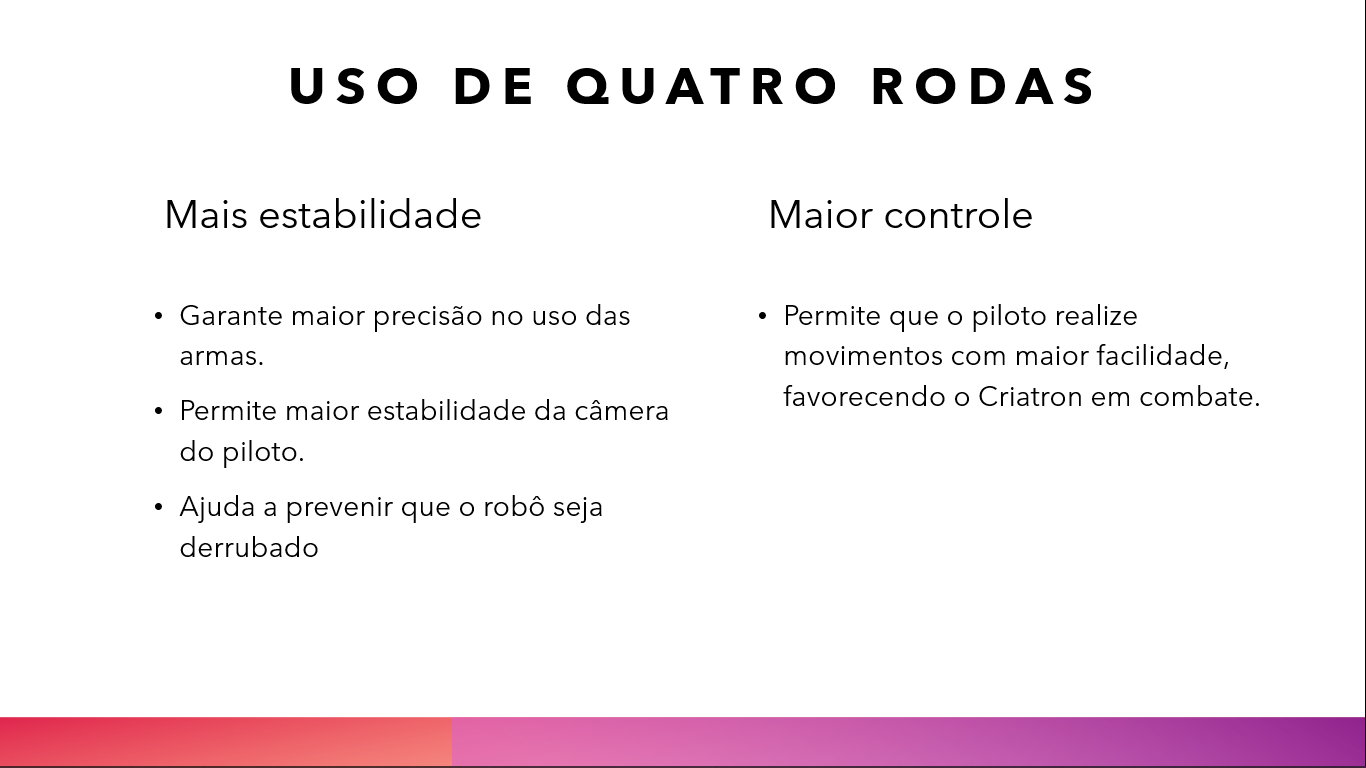 USO DE QUATRO RODAS
Mais estabilidade
• Garante maior precisão no uso das
armas.
• Permite maior estabilidade da câmera
do piloto.
• Ajuda a prevenir que o robô seja
derrubado
Maior controle
• Permite que o piloto realize
movimentos com maior facilidade,
favorecendo o Criatron em combate.